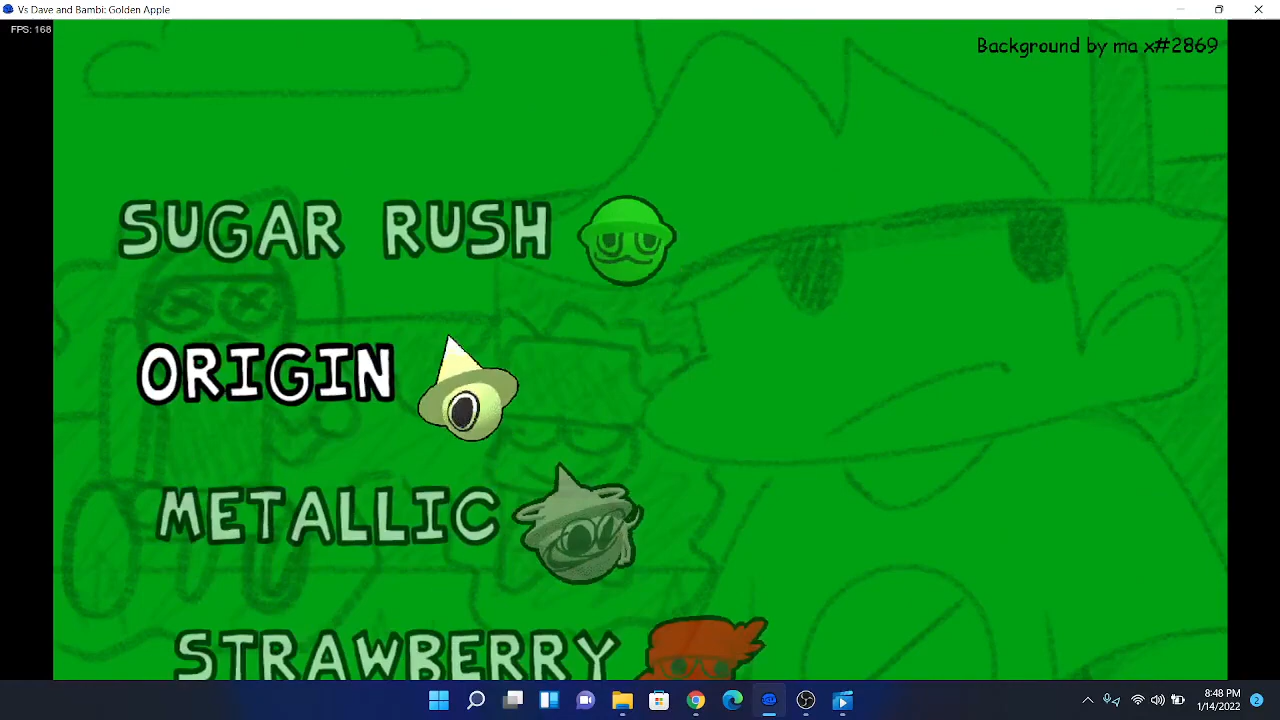 Vs Dave and Bambi: Golden Apple
FPS: 168
Background by ma x#2869
SUGAR RUSH
ORIGIN
METALLIC
STRAWBERRY
8:48 PM
1/14/2022
2